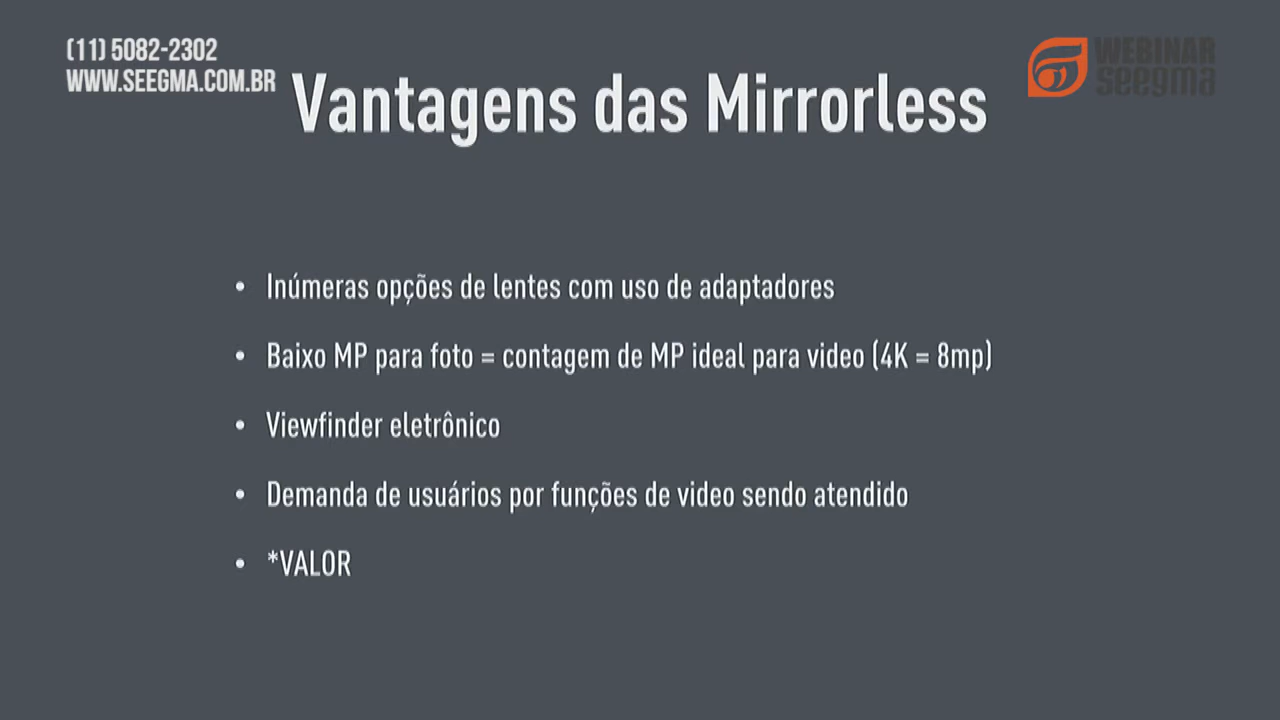 (11) 5082-2302
WWW.SEEGMA.COM.BR
WEBINAR
seegma
Vantagens das Mirrorless
• Inúmeras opções de lentes com uso de adaptadores
• Baixo MP para foto = contagem de MP ideal para video (4K = 8mp)
• Viewfinder eletrônico
• Demanda de usuários por funções de video sendo atendido
• *VALOR